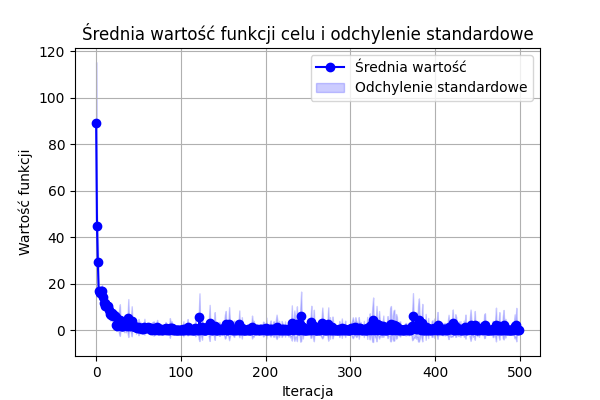 Średnia wartość funkcji celu i odchylenie standardowe
Średnia wartość
Odchylenie standardowe
Wartość funkcji
120
100
80
60
40
20
0
0 100 200 300 400 500
Iteracja